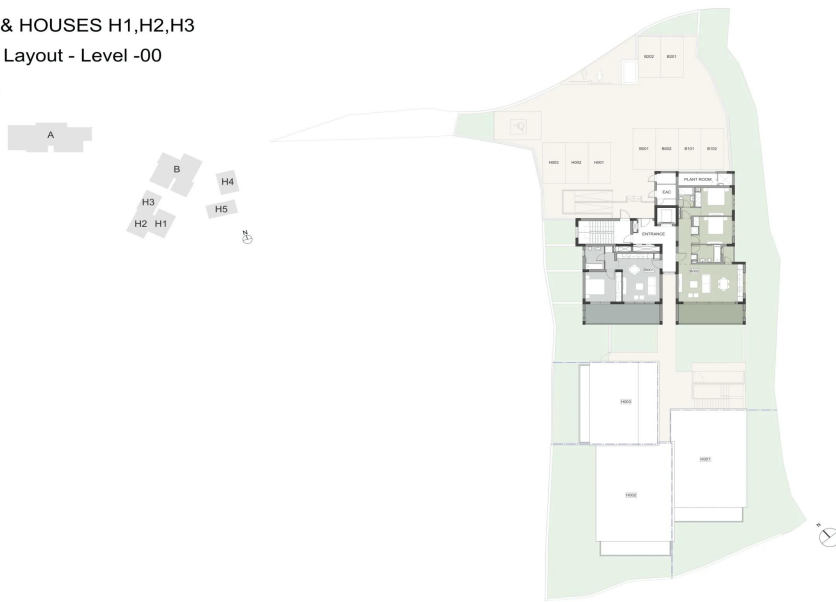 & HOUSES H1,H2,H3
Layout - Level -00
A
B
H4
H3
H5
H2 H1
N
B202 B201
H003 H002 H001
B001 B002 B101 B102
PLANT ROOM
EAC
ENTRANCE
H003
H001
H002
N